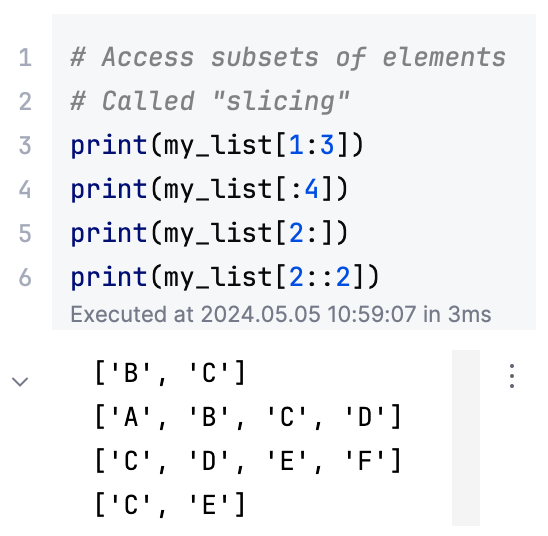 1 # Access subsets of elements
2 # Called "slicing"
3 print(my_list[1:3])
4 print(my_list[:4])
5 print(my_list[2:])
6 print(my_list[2::2])
Executed at 2024.05.05 10:59:07 in 3ms
['B', 'C']
['A', 'B', 'C', 'D']
['C', 'D', 'E', 'F']
['C', 'E']